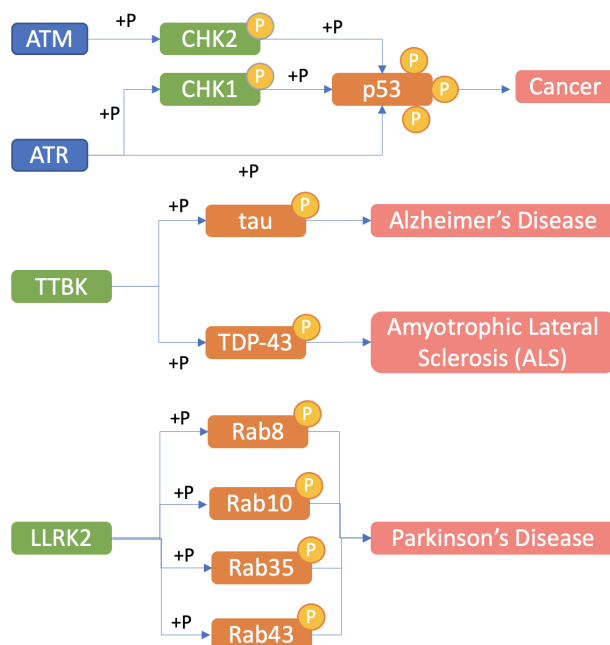 ATM
+P
CHK2
P
+P
P
CHK1
P
+P
p53
P
P
Cancer
+P
ATR
+P
+P
tau
P
Alzheimer’s Disease
TTBK
+P
TDP-43
P
Amyotrophic Lateral
Sclerosis (ALS)
+P
Rab8
P
+P
Rab10
P
LLRK2
Parkinson’s Disease
+P
Rab35
P
+P
Rab43
P